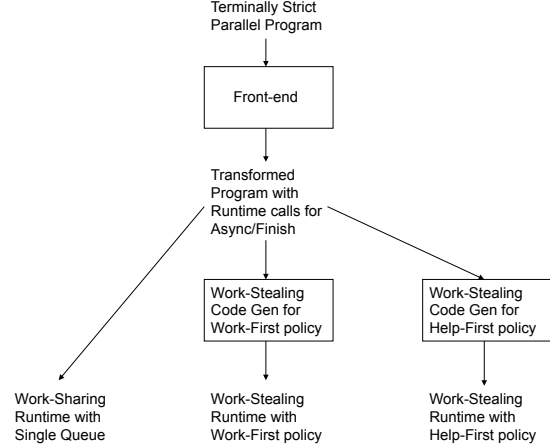 Terminally Strict
Parallel Program
Front-end
Transformed
Program with
Runtime calls for
Async/Finish
Work-Stealing
Code Gen for
Work-First policy
Work-Stealing
Code Gen for
Help-First policy
Work-Sharing
Runtime with
Single Queue
Work-Stealing
Runtime with
Work-First policy
Work-Stealing
Runtime with
Help-First policy